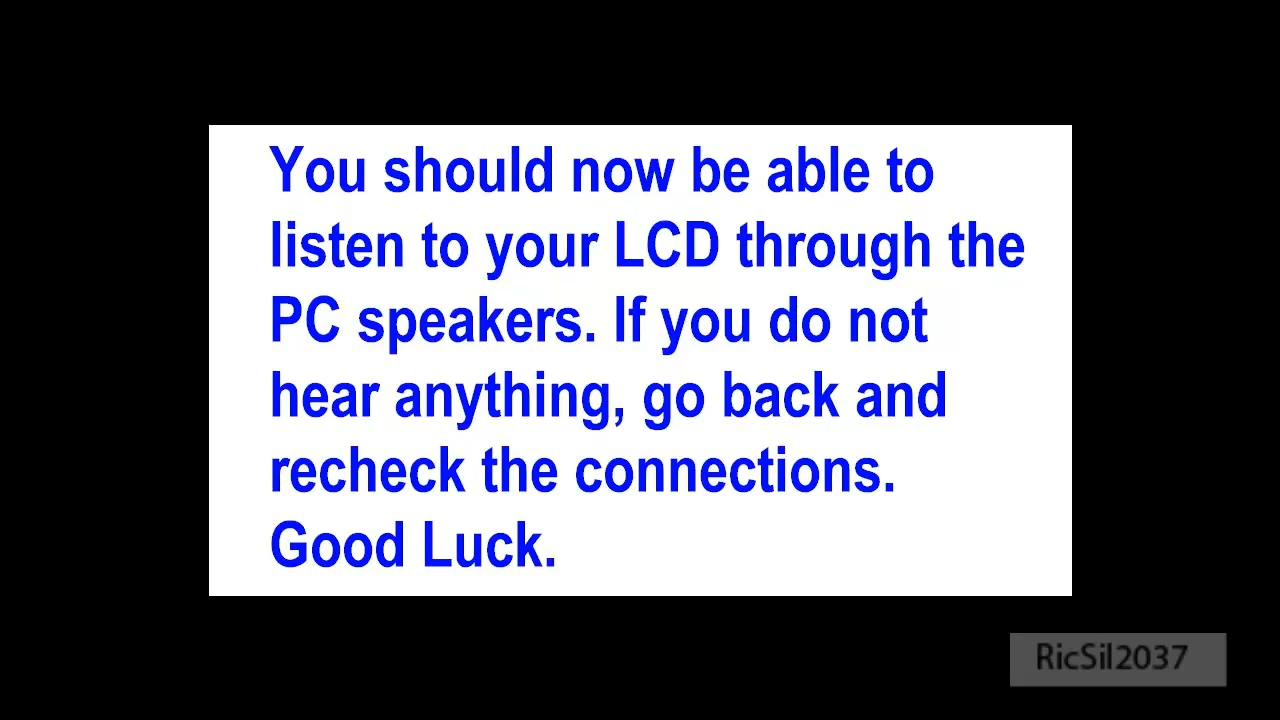 You should now be able to
listen to your LCD through the
PC speakers. If you do not
hear anything, go back and
recheck the connections.
Good Luck.
RicSil2037